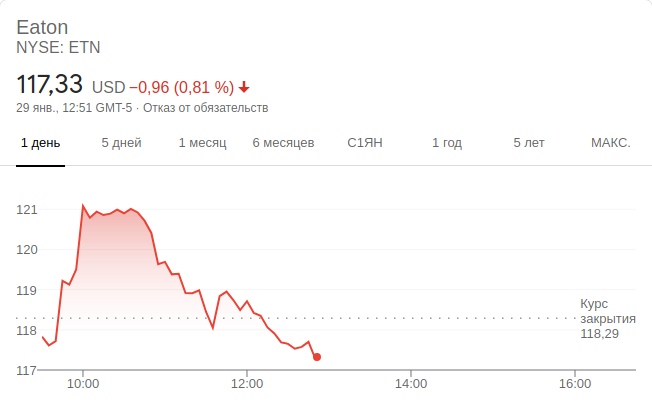 Eaton
NYSE: ETN
117,33 USD −0,96 (0,81 %)
29 янв., 12:51 GMT-5 · Отказ от обязательств
1 день 5 дней 1 месяц 6 месяцев С1ЯН 1 год 5 лет МАКС.
121
120
119
118
117
Курс
закрытия
118,29
10:00 12:00 14:00 16:00